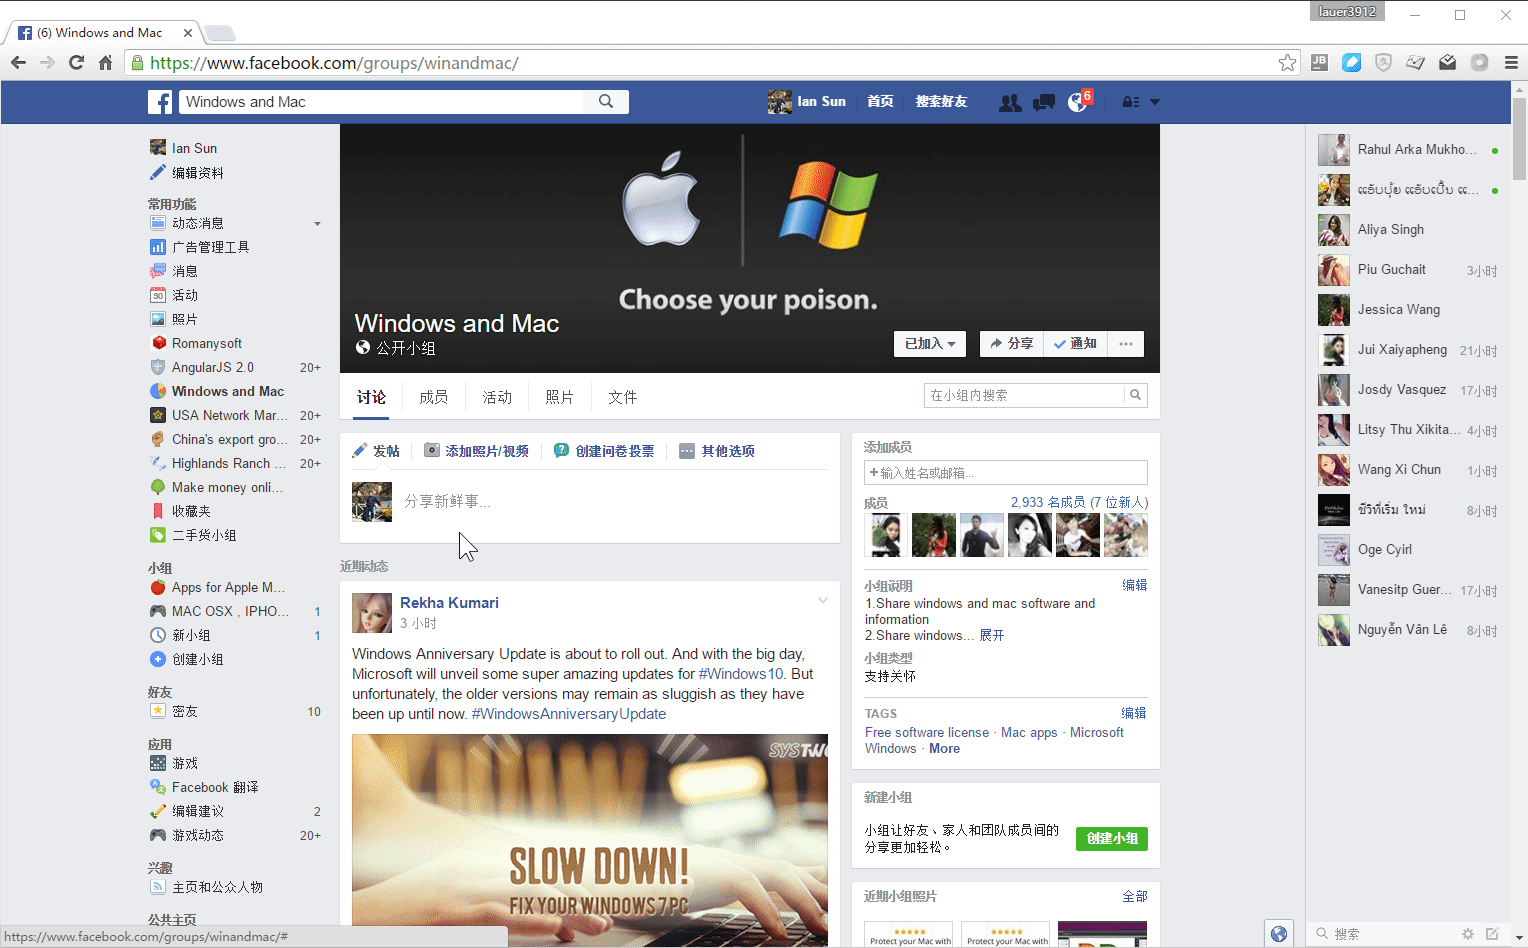 lauer3912
(6) Windows and Mac
https://www.facebook.com/groups/winandmac/
JB
Windows and Mac
Ian Sun
首页
搜索好友
6
Ian Sun
编辑资料
常用功能
动态消息
广告管理工具
消息
30
活动
照片
Romanysoft
AngularJS 2.0
20+
Windows and Mac
USA Network Mar...
20+
China's export gro...
20+
Highlands Ranch ...
20+
Make money onli...
收藏夹
二手货小组
小组
Apps for Apple M...
MAC OSX , IPHO...
1
新小组
1
创建小组
好友
密友
10
应用
游戏
Facebook 翻译
编辑建议
2
游戏动态
20+
兴趣
主页和公众人物
公共主页
https://www.facebook.com/groups/winandmac/#
Choose your poison.
Windows and Mac
公开小组
已加入
分享
通知
讨论
成员
活动
照片
文件
在小组内搜索
发帖
添加照片/视频
创建问卷投票
其他选项
分享新鲜事...
近期动态
Rekha Kumari
3 小时
Windows Anniversary Update is about to roll out. And with the big day,
Microsoft will unveil some super amazing updates for #Windows10. But
unfortunately, the older versions may remain as sluggish as they have
been up until now. #WindowsAnniversaryUpdate
SYSTW
SLOW DOWN!
FIX YOUR WINDOWS 7 PC
添加成员
+输入姓名或邮箱...
成员
2,933 名成员 (7 位新人)
小组说明
编辑
1.Share windows and mac software and
information
2.Share windows... 展开
小组类型
支持关怀
TAGS
编辑
Free software license · Mac apps · Microsoft
Windows · More
新建小组
小组让好友、家人和团队成员间的
分享更加轻松。
创建小组
近期小组照片
全部
Protect your Mac with
Protect your Mac with
Rahul Arka Mukho...
Aliya Singh
Piu Guchait
3小时
Jessica Wang
Jui Xaiyapheng
21小时
Josdy Vasquez
17小时
Litsy Thu Xikita...
4小时
Wang Xi Chun
1小时
ชีวิทีเริ่ม ใหม่
8小时
Oge Cyirl
Vanesitp Guer...
17小时
Nguyễn Vân Lê
8小时
搜索